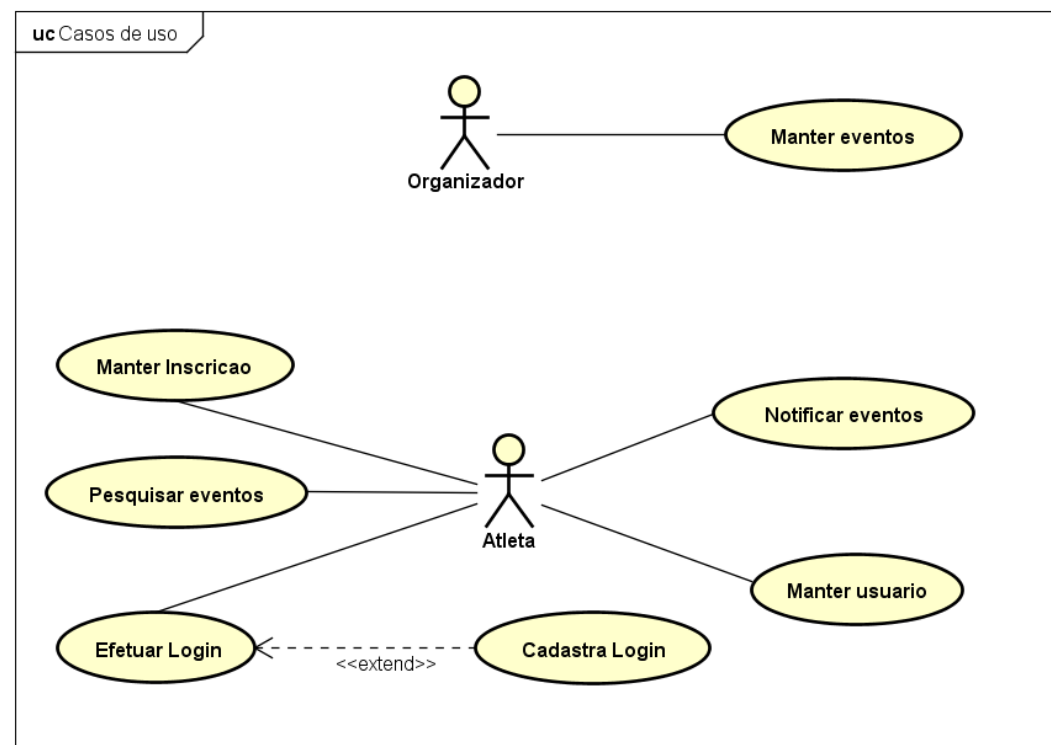 uc Casos de uso
Organizador
Manter eventos
Manter Inscricao
Notificar eventos
Pesquisar eventos
Atleta
Manter usuario
Efetuar Login
<<extend>>
Cadastra Login